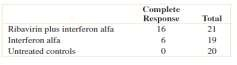 Complete
Response Total
Ribavirin plus interferon alfa 16 21
Interferon alfa 6 19
Untreated controls 0 20